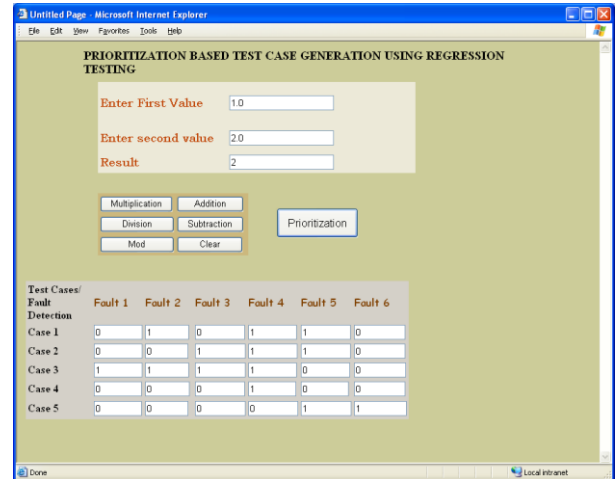 Untitled Page - Microsoft Internet Explorer
File Edit View Favorites Tools Help
PRIORITIZATION BASED TEST CASE GENERATION USING REGRESSION
TESTING
Enter First Value 1.0
Enter second value 2.0
Result 2
Multiplication Addition
Division Subtraction Prioritization
Mod Clear
Test Cases/
Fault Fault 1 Fault 2 Fault 3 Fault 4 Fault 5 Fault 6
Detection
Case 1 0 1 0 1 1 0
Case 2 0 0 1 1 1 0
Case 3 1 1 1 1 0 0
Case 4 0 0 0 1 0 0
Case 5 0 0 0 0 1 1
Done Local intranet